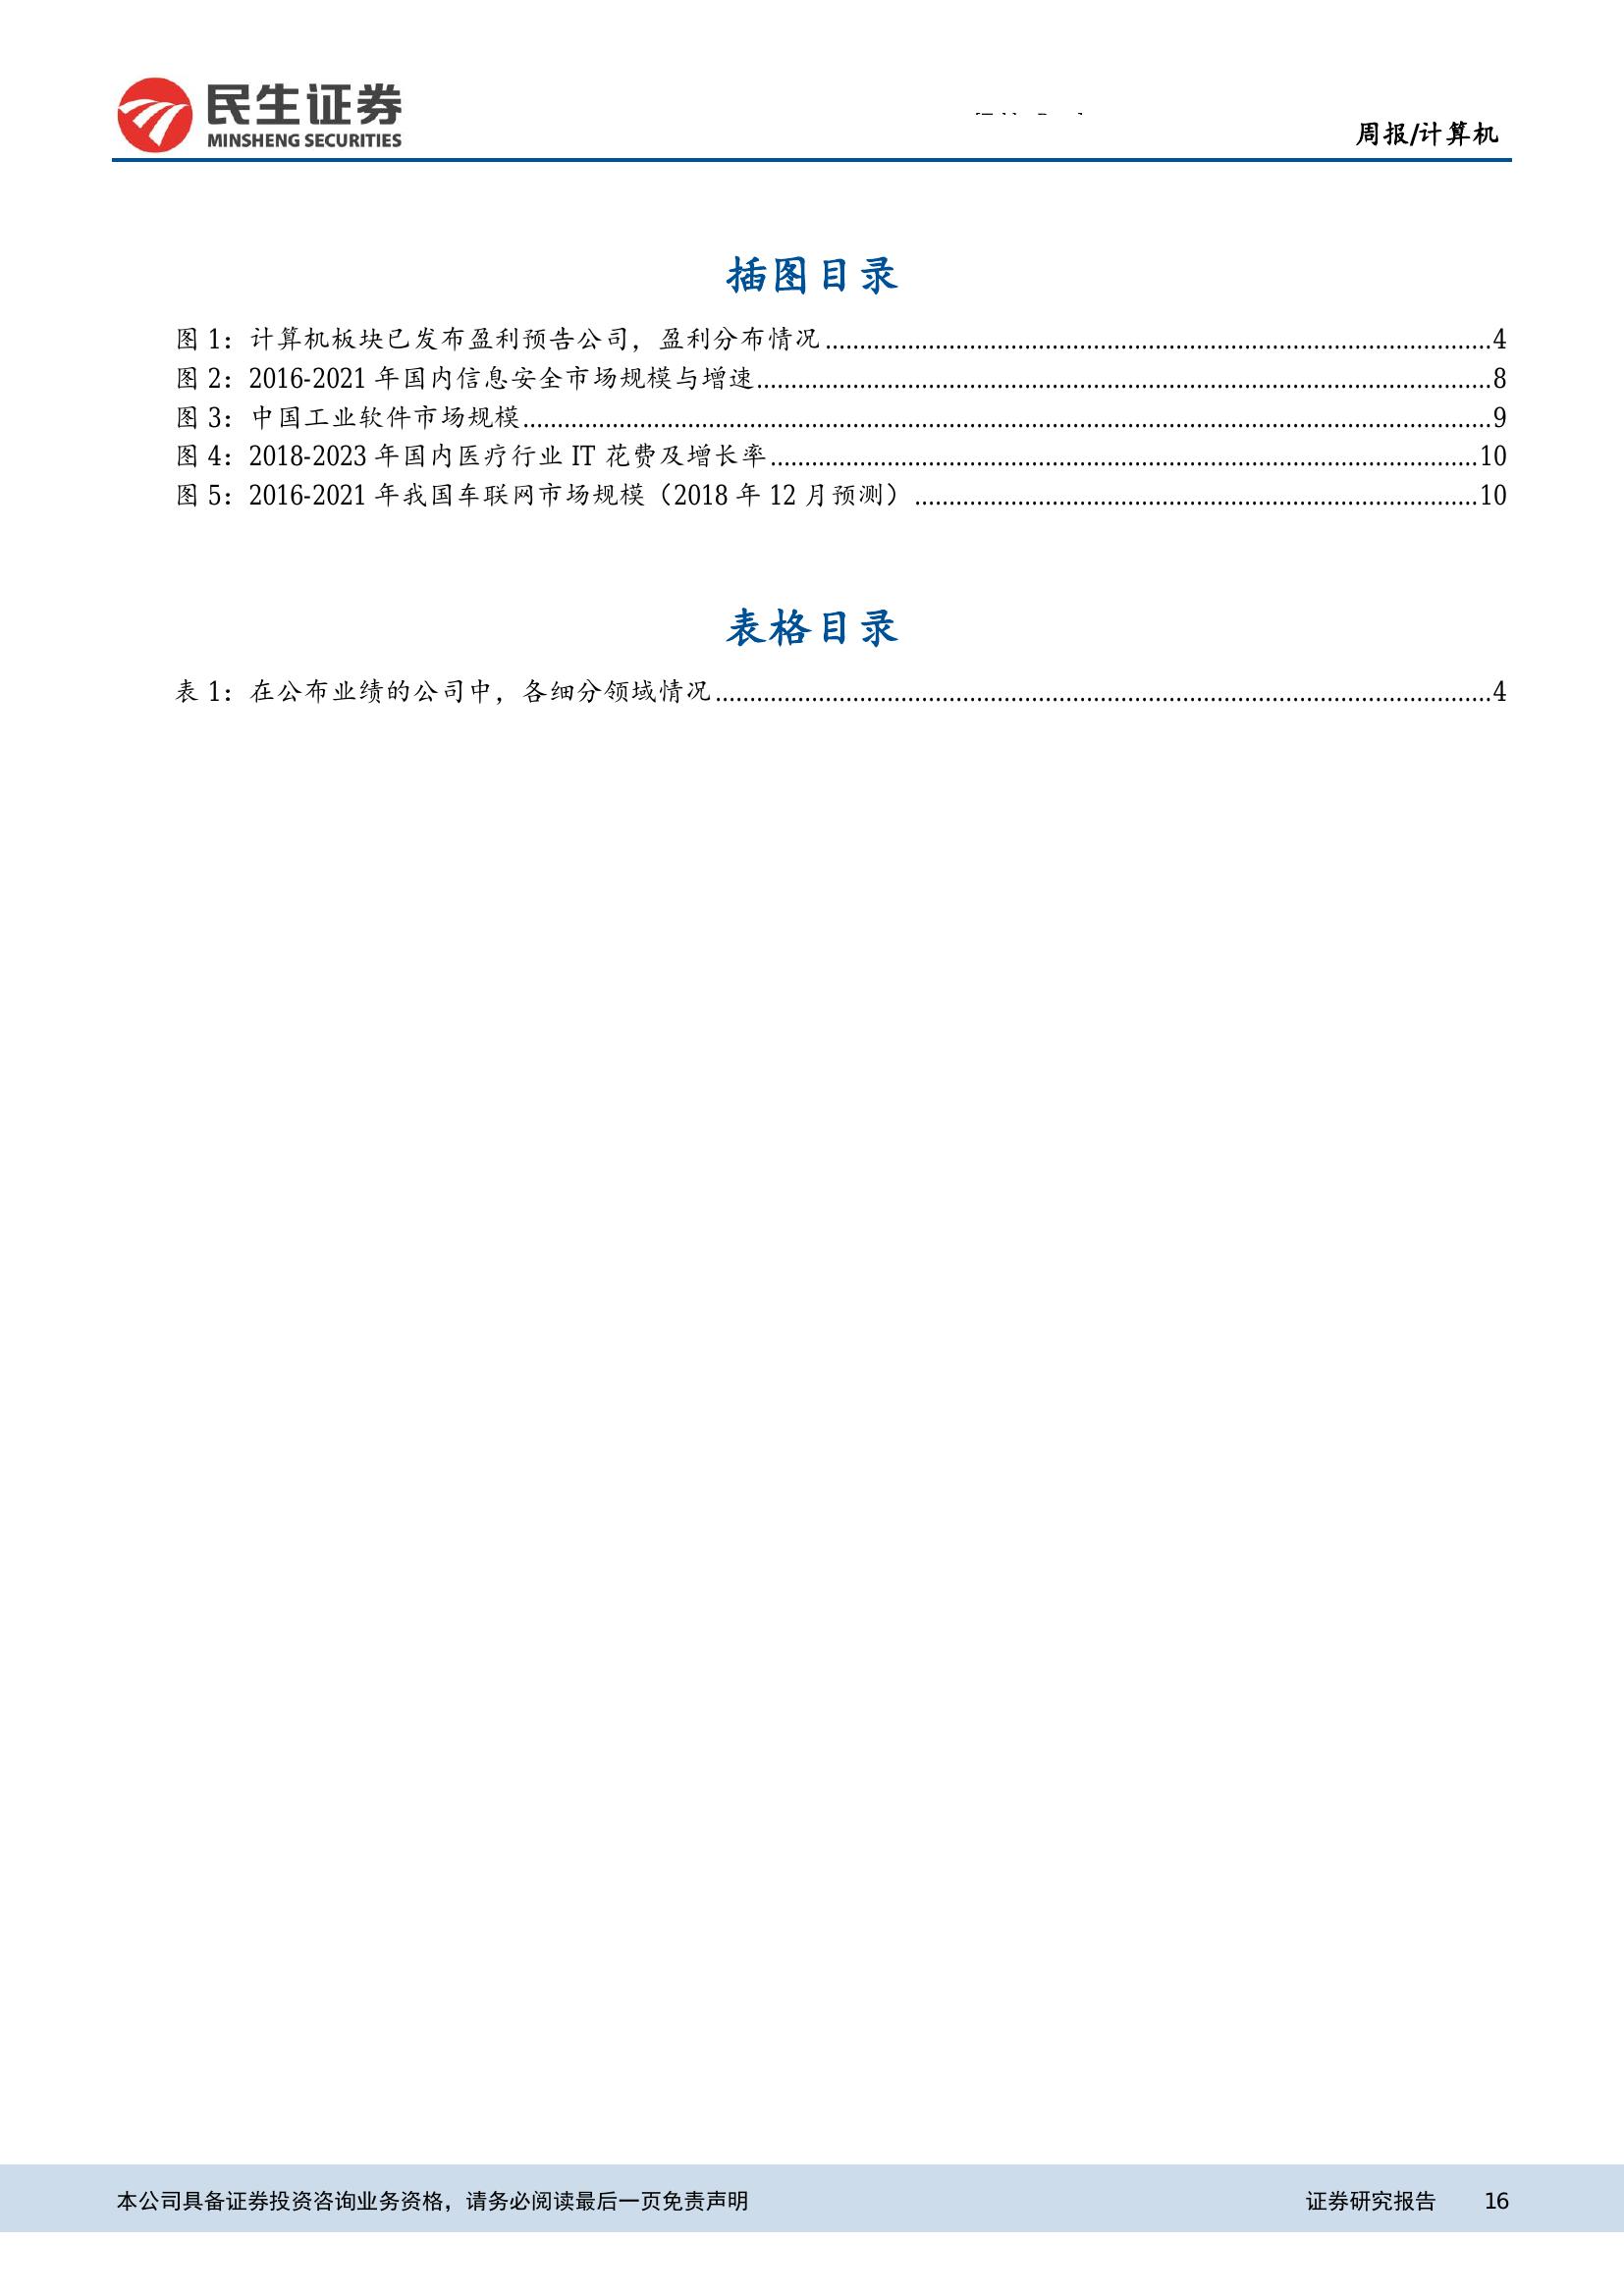 民生证券
MINSHENG SECURITIES
周报/计算机
插图目录
图 1：计算机板块已发布盈利预告公司，盈利分布情况....................4
图 2：2016-2021 年国内信息安全市场规模与增速....................8
图 3：中国工业软件市场规模....................9
图 4：2018-2023 年国内医疗行业 IT 花费及增长率....................10
图 5：2016-2021 年我国车联网市场规模（2018 年 12 月预测）....................10
表格目录
表 1：在公布业绩的公司中，各细分领域情况....................4
本公司具备证券投资咨询业务资格，请务必阅读最后一页免责声明 证券研究报告 16